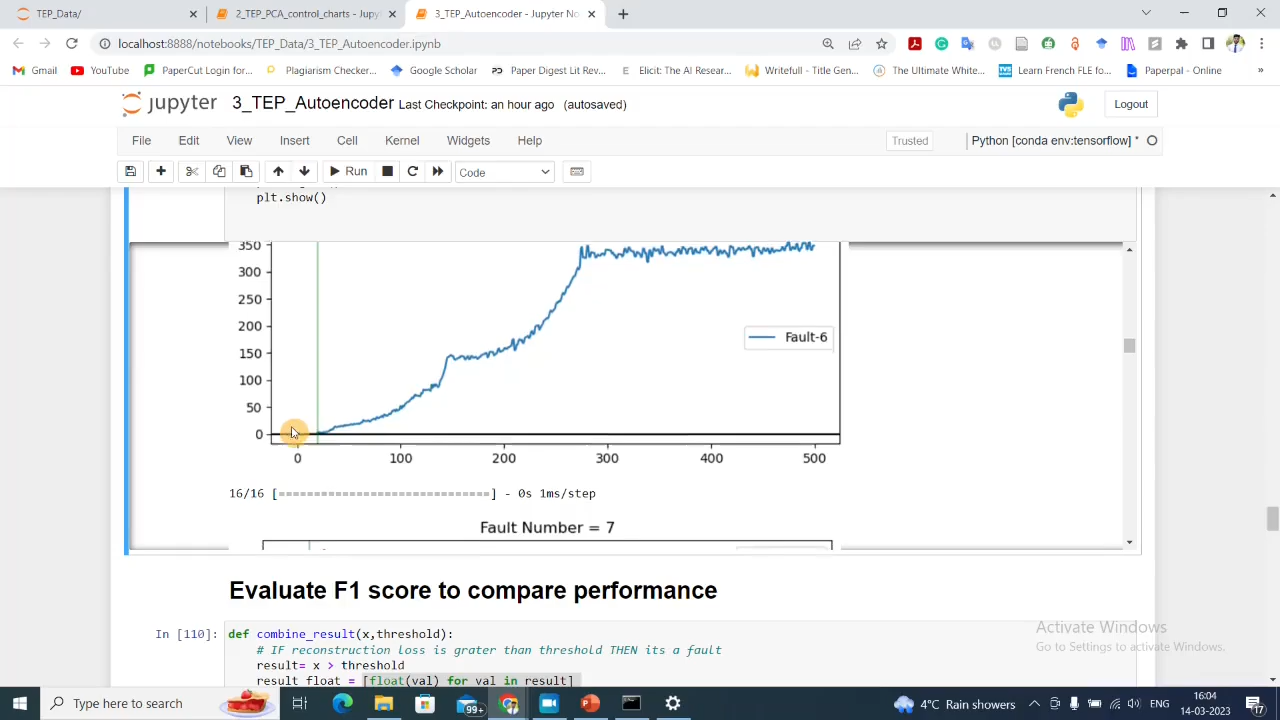 TEP_Data/
2_TEP_PCA_control_charts - Jupyt
3_TEP_Autoencoder - Jupyter No
localhost:8888/notebooks/TEP_Data/3_TEP_Autoencoder.ipynb
Gmail
YouTube
PaperCut Login for...
Plagiarism Checker...
Google Scholar
Paper Digest Lit Rev...
Elicit: The AI Resear...
Writefull - Title Gen...
The Ultimate White...
Learn French FLE fo...
Paperpal - Online
»
jupyter 3_TEP_Autoencoder Last Checkpoint: an hour ago (autosaved)
Logout
File Edit View Insert Cell Kernel Widgets Help
Trusted
Python [conda env:tensorflow] *
Run
Code
plt.show()
350
300
250
200
150
100
50
0
Fault-6
0 100 200 300 400 500
16/16 [==============================] - 0s 1ms/step
Fault Number = 7
Evaluate F1 score to compare performance
In [110]: def combine_result(x,threshold):
# IF reconstruction loss is grater than threshold THEN its a fault
result= x > threshold
result_float = [float(val) for val in result]
Activate Windows
Go to Settings to activate Windows.
Type here to search
99+
4°C Rain showers
ENG
16:04
14-03-2023
17